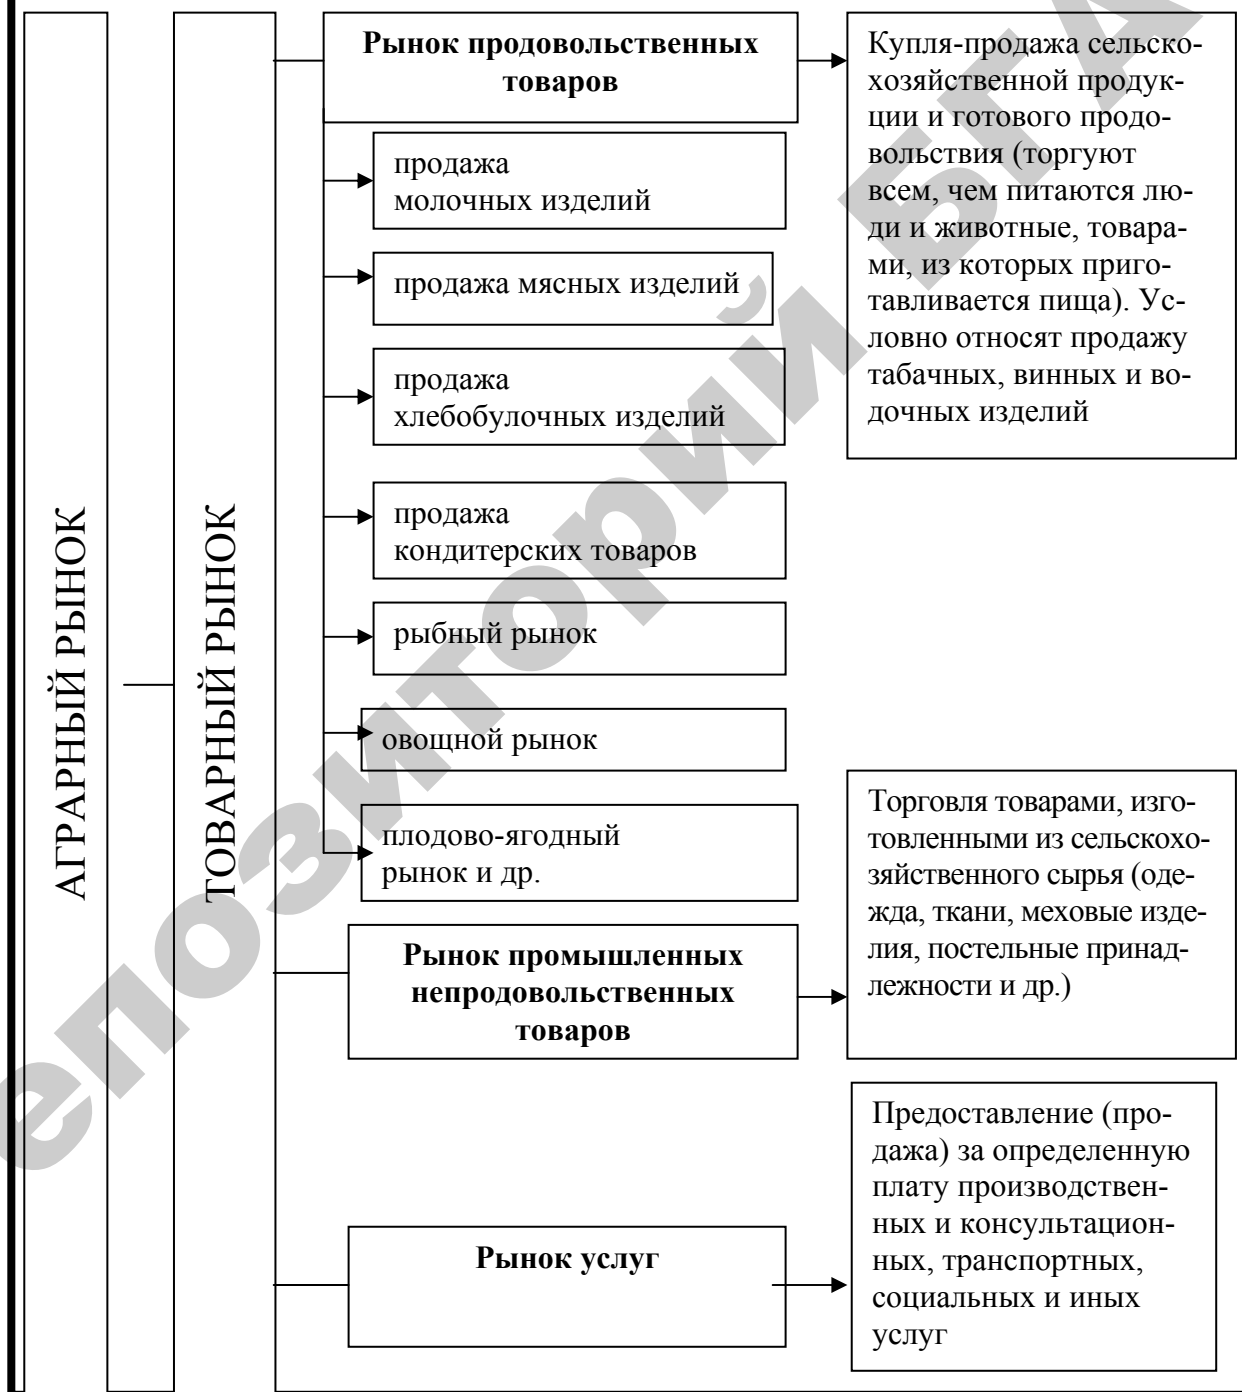 АГРАРНЫЙ РЫНОК
ТОВАРНЫЙ РЫНОК
Рынок продовольственных
товаров
Купля-продажа сельско-
хозяйственной продук-
ции и готового продо-
вольствия (торгуют
всем, чем питаются лю-
ди и животные, товара-
ми, из которых приго-
тавливается пища). Ус-
ловно относят продажу
табачных, винных и во-
дочных изделий
продажа
молочных изделий
продажа мясных изделий
продажа
хлебобулочных изделий
продажа
кондитерских товаров
рыбный рынок
овощной рынок
плодово-ягодный
рынок и др.
Рынок промышленных
непродовольственных
товаров
Торговля товарами, изго-
товленными из сельскохо-
зяйственного сырья (оде-
жда, ткани, меховые изде-
лия, постельные принад-
лежности и др.)
Рынок услуг
Предоставление (про-
дажа) за определенную
плату производствен-
ных и консультацион-
ных, транспортных,
социальных и иных
услуг
епозиторий БГА